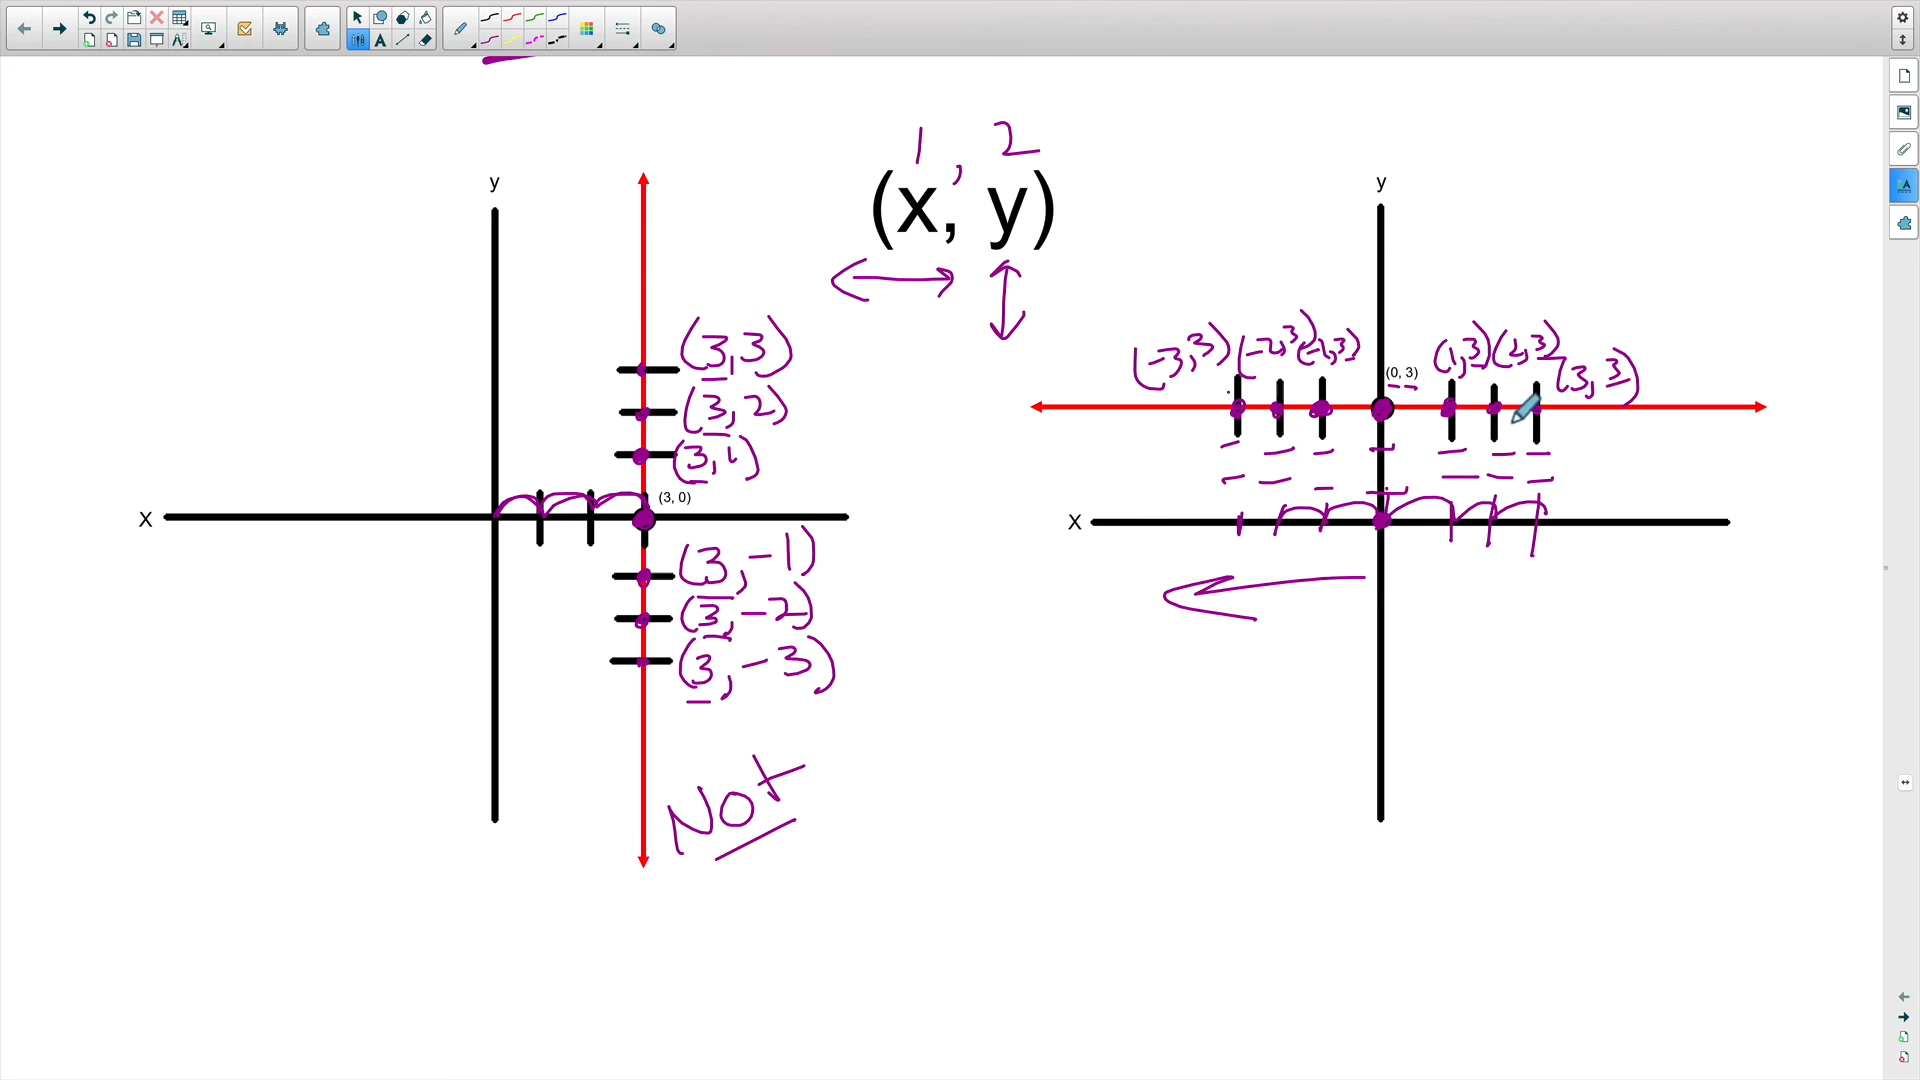 1 , 2
(x, y)
y
(3,3)
(3,2)
(3,1)
(3, 0)
X
(3,-1)
(3,-2)
(3,-3)
Not
y
(-3,3) (-2,3) (-2,3) (1,3) (2,3) (3,3)
(0, 3)
X